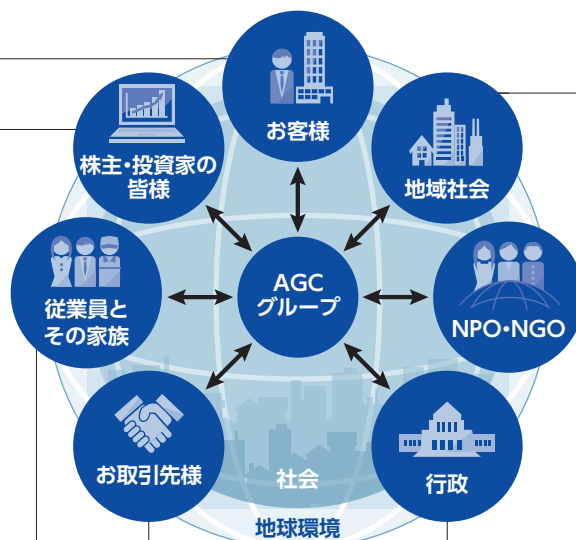 お客様
株主・投資家の
皆様
地域社会
AGC
グループ
従業員と
その家族
NPO・NGO
お取引先様
社会
行政
地球環境